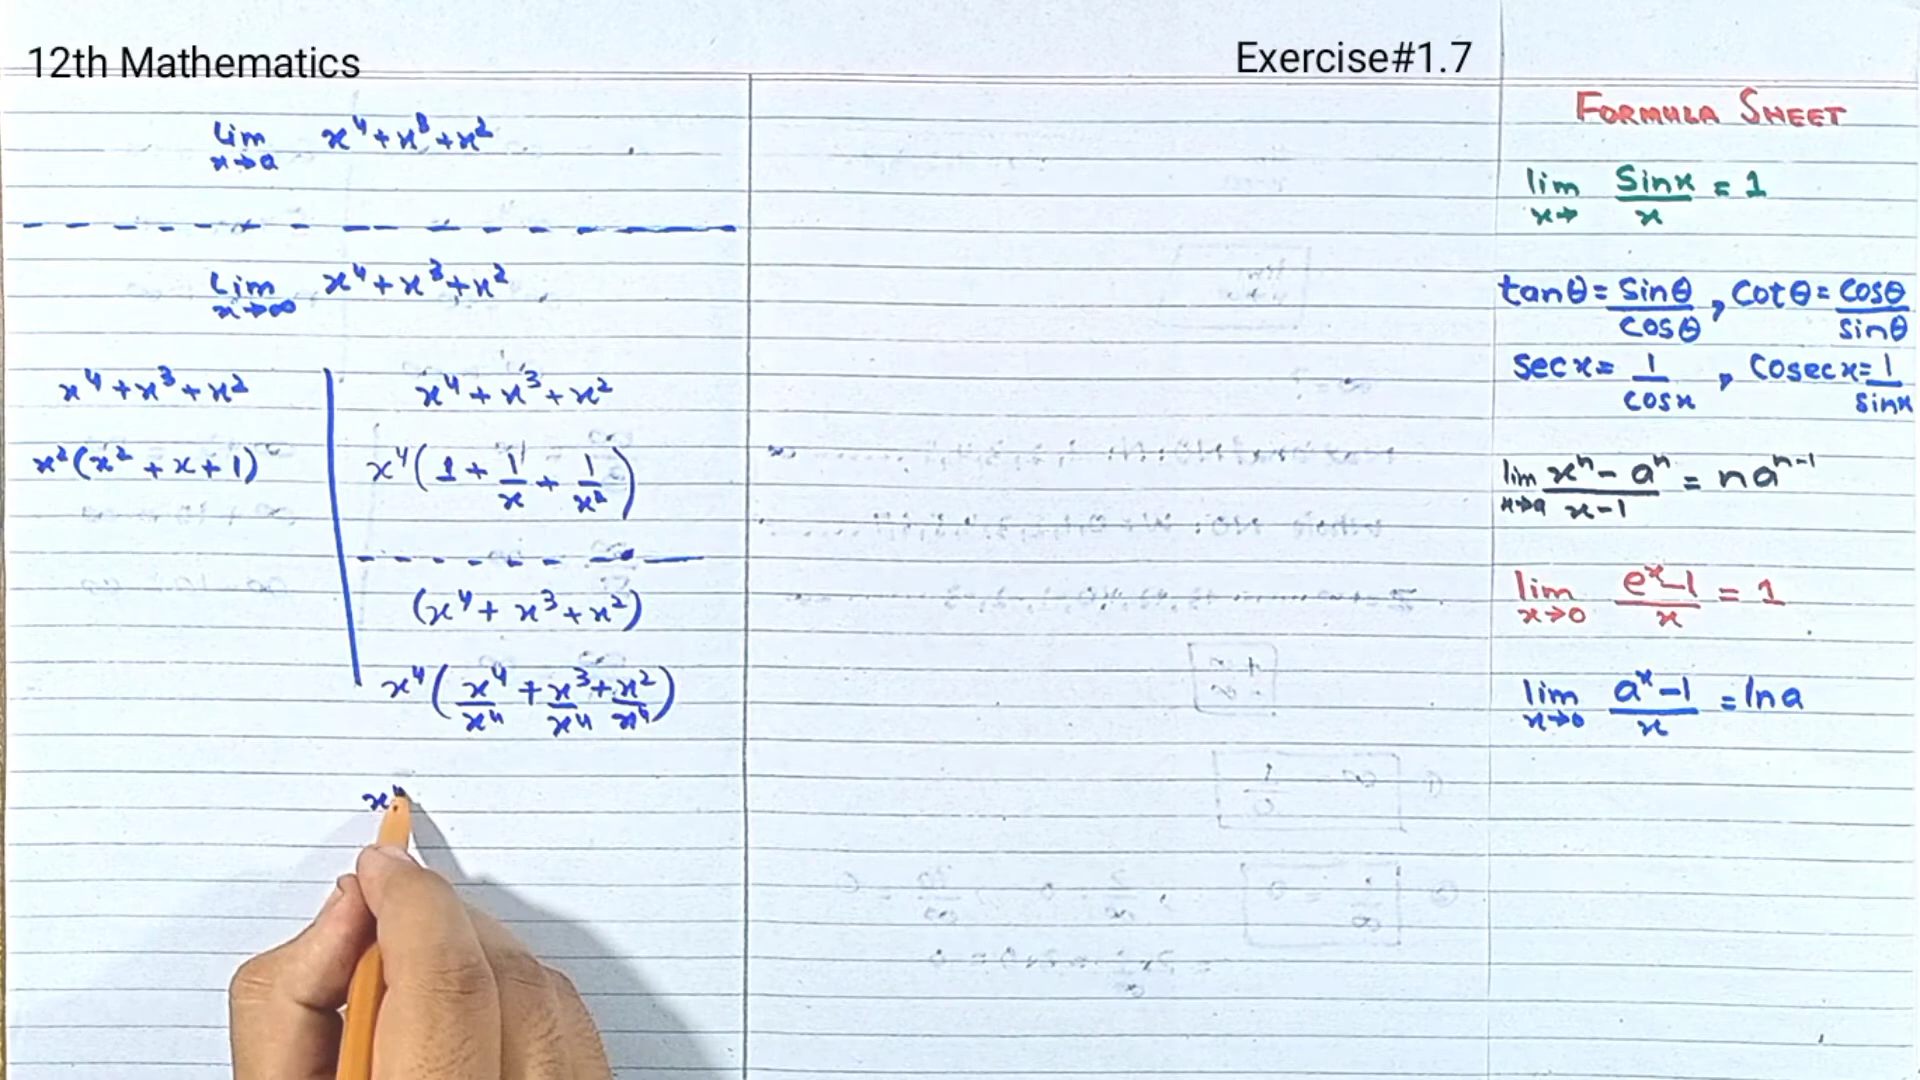 12th Mathematics
Exercise#1.7
Lim x→a x⁴+x³+x²
Lim x→∞ x⁴+x³+x²
x⁴+x³+x²
x²(x²+x+1)
x⁴+x³+x²
x⁴(1+1/x+1/x²)
(x⁴+x³+x²)
x⁴(x⁴/x⁴+x³/x⁴+x²/x⁴)
x⁴
FORMULA SHEET
lim x→ Sinx/x = 1
tanθ=Sinθ/cosθ, Cotθ=Cosθ/sinθ
Secx=1/cosx, Cosecx=1/sinx
lim x→a xⁿ-aⁿ/x-1 = naⁿ⁻¹
lim x→0 eˣ-1/x = 1
lim x→0 aˣ-1/x = lna